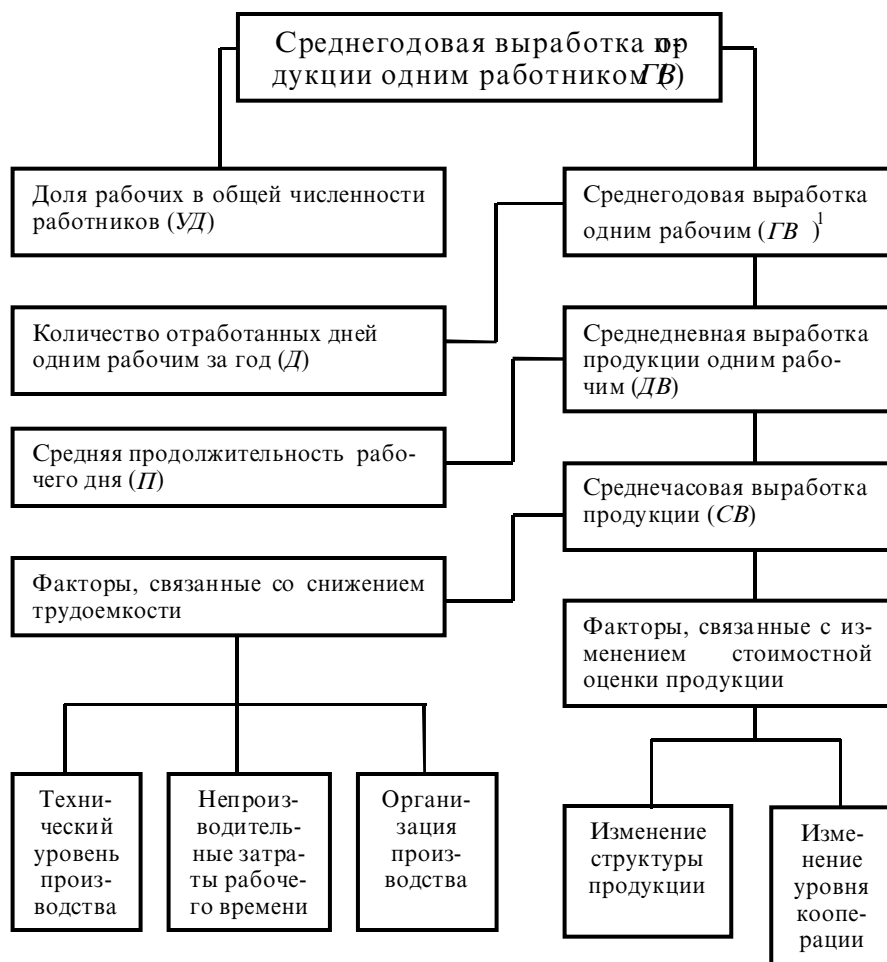 Среднегодовая выработка про-
дукции одним работником (ГВ)
Доля рабочих в общей численности
работников (УД)
Среднегодовая выработка
одним рабочим (ГВ )1
Количество отработанных дней
одним рабочим за год (Д)
Среднедневная выработка
продукции одним рабо-
чим (ДВ)
Средняя продолжительность рабо-
чего дня (П)
Среднечасовая выработка
продукции (СВ)
Факторы, связанные со снижением
трудоемкости
Факторы, связанные с из-
менением стоимостной
оценки продукции
Техни-
ческий
уровень
произ-
водства
Непроиз-
водитель-
ные затра-
ты рабоче-
го времени
Органи-
зация
произ-
водства
Изменение
структуры
продукции
Изме-
нение
уровня
коопе-
рации